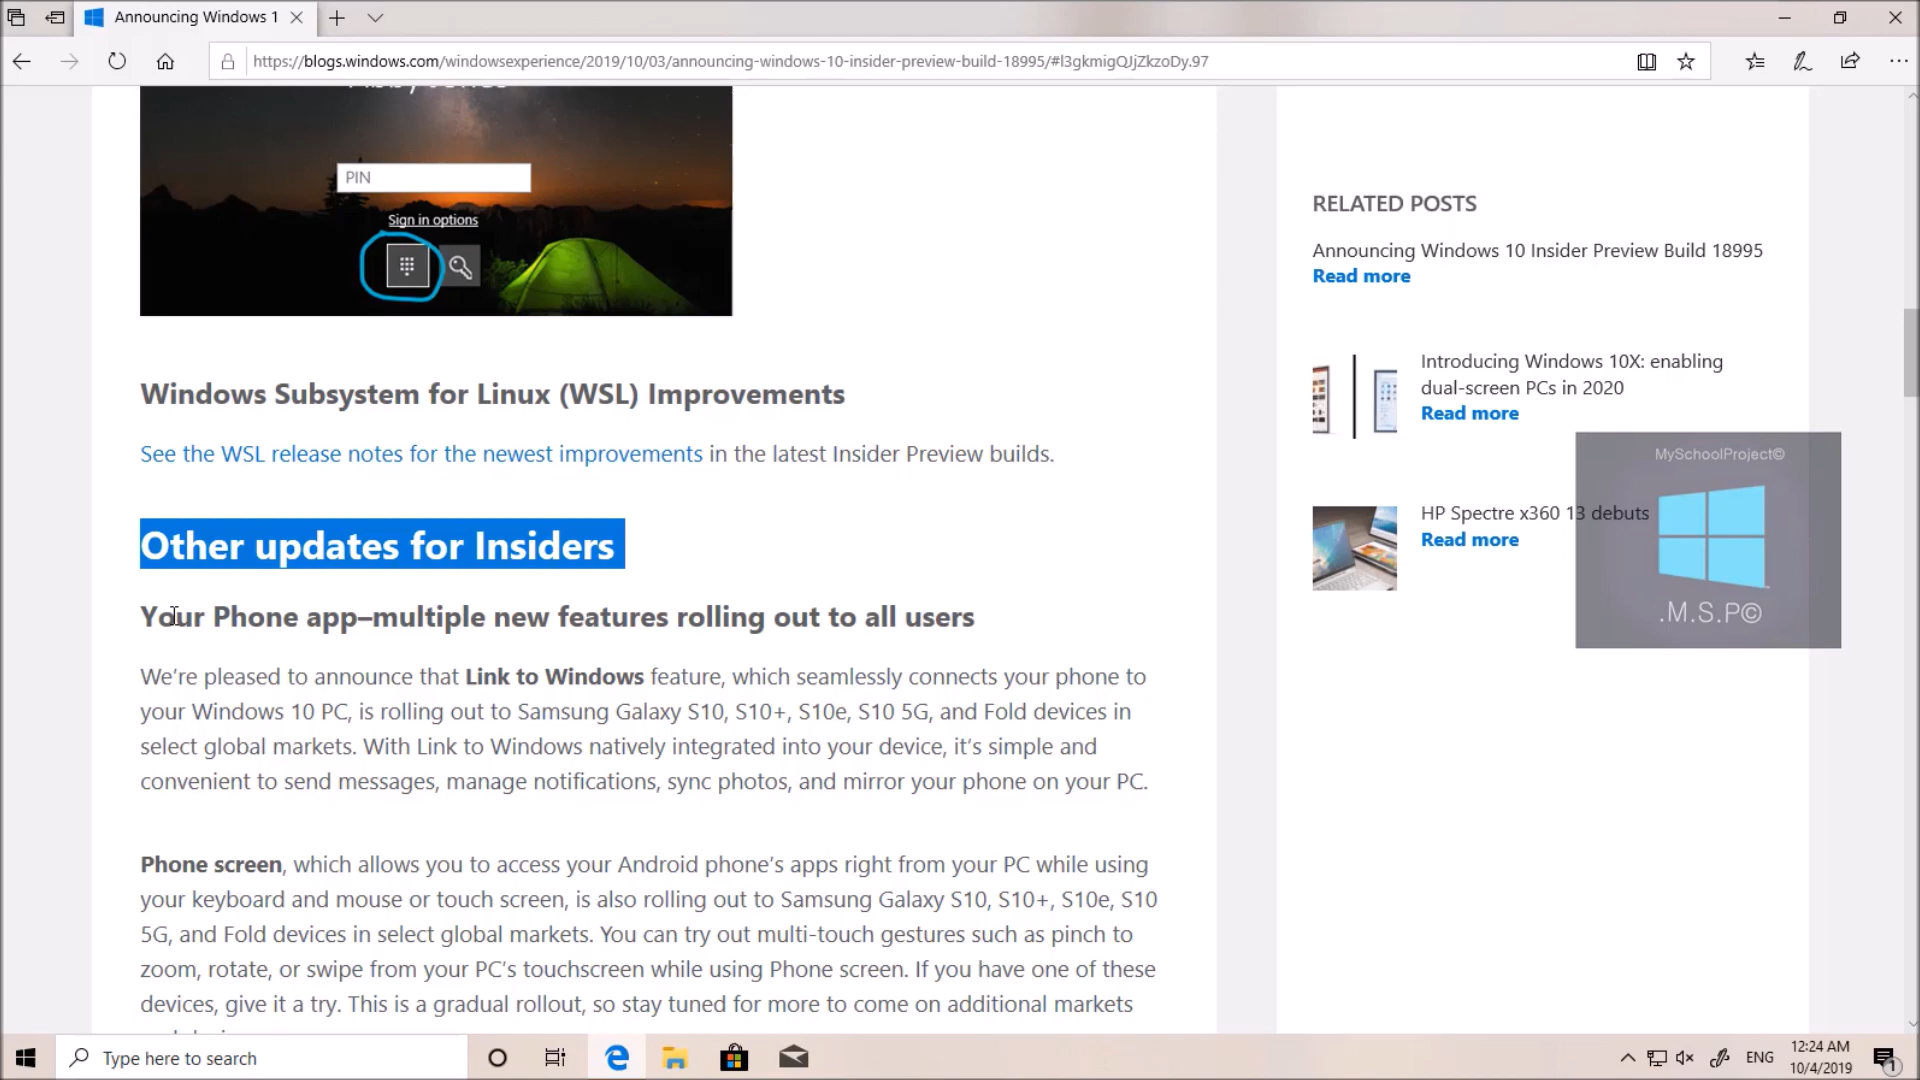 Announcing Windows 1
https://blogs.windows.com/windowsexperience/2019/10/03/announcing-windows-10-insider-preview-build-18995/#l3gkmigQJjZkzoDy.97
PIN
Sign in options
Windows Subsystem for Linux (WSL) Improvements
See the WSL release notes for the newest improvements in the latest Insider Preview builds.
Other updates for Insiders
Your Phone app–multiple new features rolling out to all users
We’re pleased to announce that Link to Windows feature, which seamlessly connects your phone to
your Windows 10 PC, is rolling out to Samsung Galaxy S10, S10+, S10e, S10 5G, and Fold devices in
select global markets. With Link to Windows natively integrated into your device, it’s simple and
convenient to send messages, manage notifications, sync photos, and mirror your phone on your PC.
Phone screen, which allows you to access your Android phone’s apps right from your PC while using
your keyboard and mouse or touch screen, is also rolling out to Samsung Galaxy S10, S10+, S10e, S10
5G, and Fold devices in select global markets. You can try out multi-touch gestures such as pinch to
zoom, rotate, or swipe from your PC’s touchscreen while using Phone screen. If you have one of these
devices, give it a try. This is a gradual rollout, so stay tuned for more to come on additional markets
RELATED POSTS
Announcing Windows 10 Insider Preview Build 18995
Read more
Introducing Windows 10X: enabling
dual-screen PCs in 2020
Read more
HP Spectre x360 13 debuts
Read more
MySchoolProject©
.M.S.P©
Type here to search
ENG
12:24 AM
10/4/2019
1